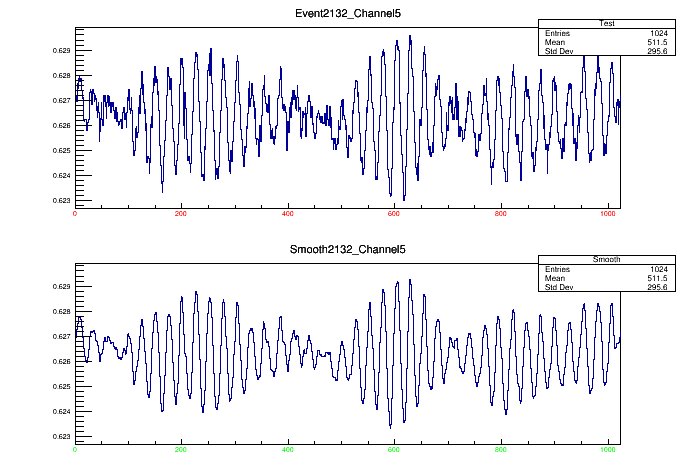 Event2132_Channel5
Test
Entries 1024
Mean 511.5
Std Dev 295.6
0.629
0.628
0.627
0.626
0.625
0.624
0.623
0 200 400 600 800 1000
Smooth2132_Channel5
Smooth
Entries 1024
Mean 511.5
Std Dev 295.6
0.629
0.628
0.627
0.626
0.625
0.624
0.623
0 200 400 600 800 1000